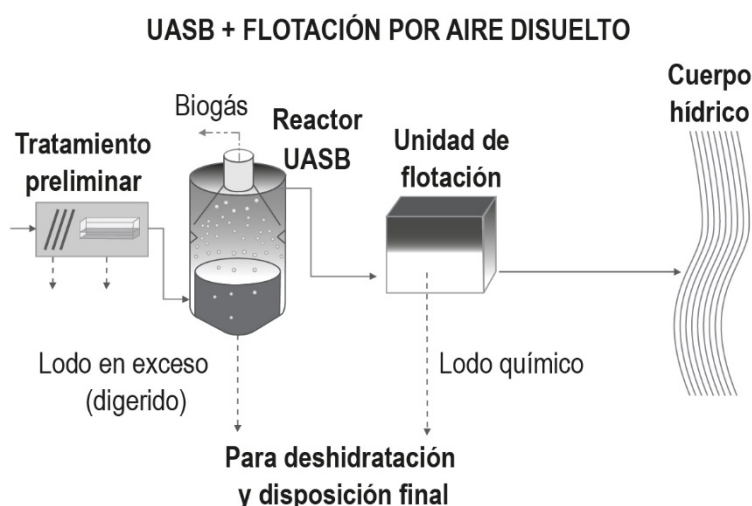 UASB + FLOTACIÓN POR AIRE DISUELTO
Cuerpo
hídrico
Biogás
Reactor
UASB
Unidad de
flotación
Tratamiento
preliminar
Lodo en exceso
(digerido)
Lodo químico
Para deshidratación
y disposición final